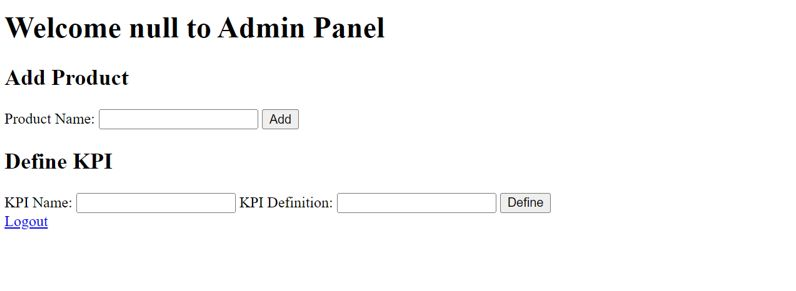 Welcome null to Admin Panel
Add Product
Product Name: Add
Define KPI
KPI Name: KPI Definition: Define
Logout